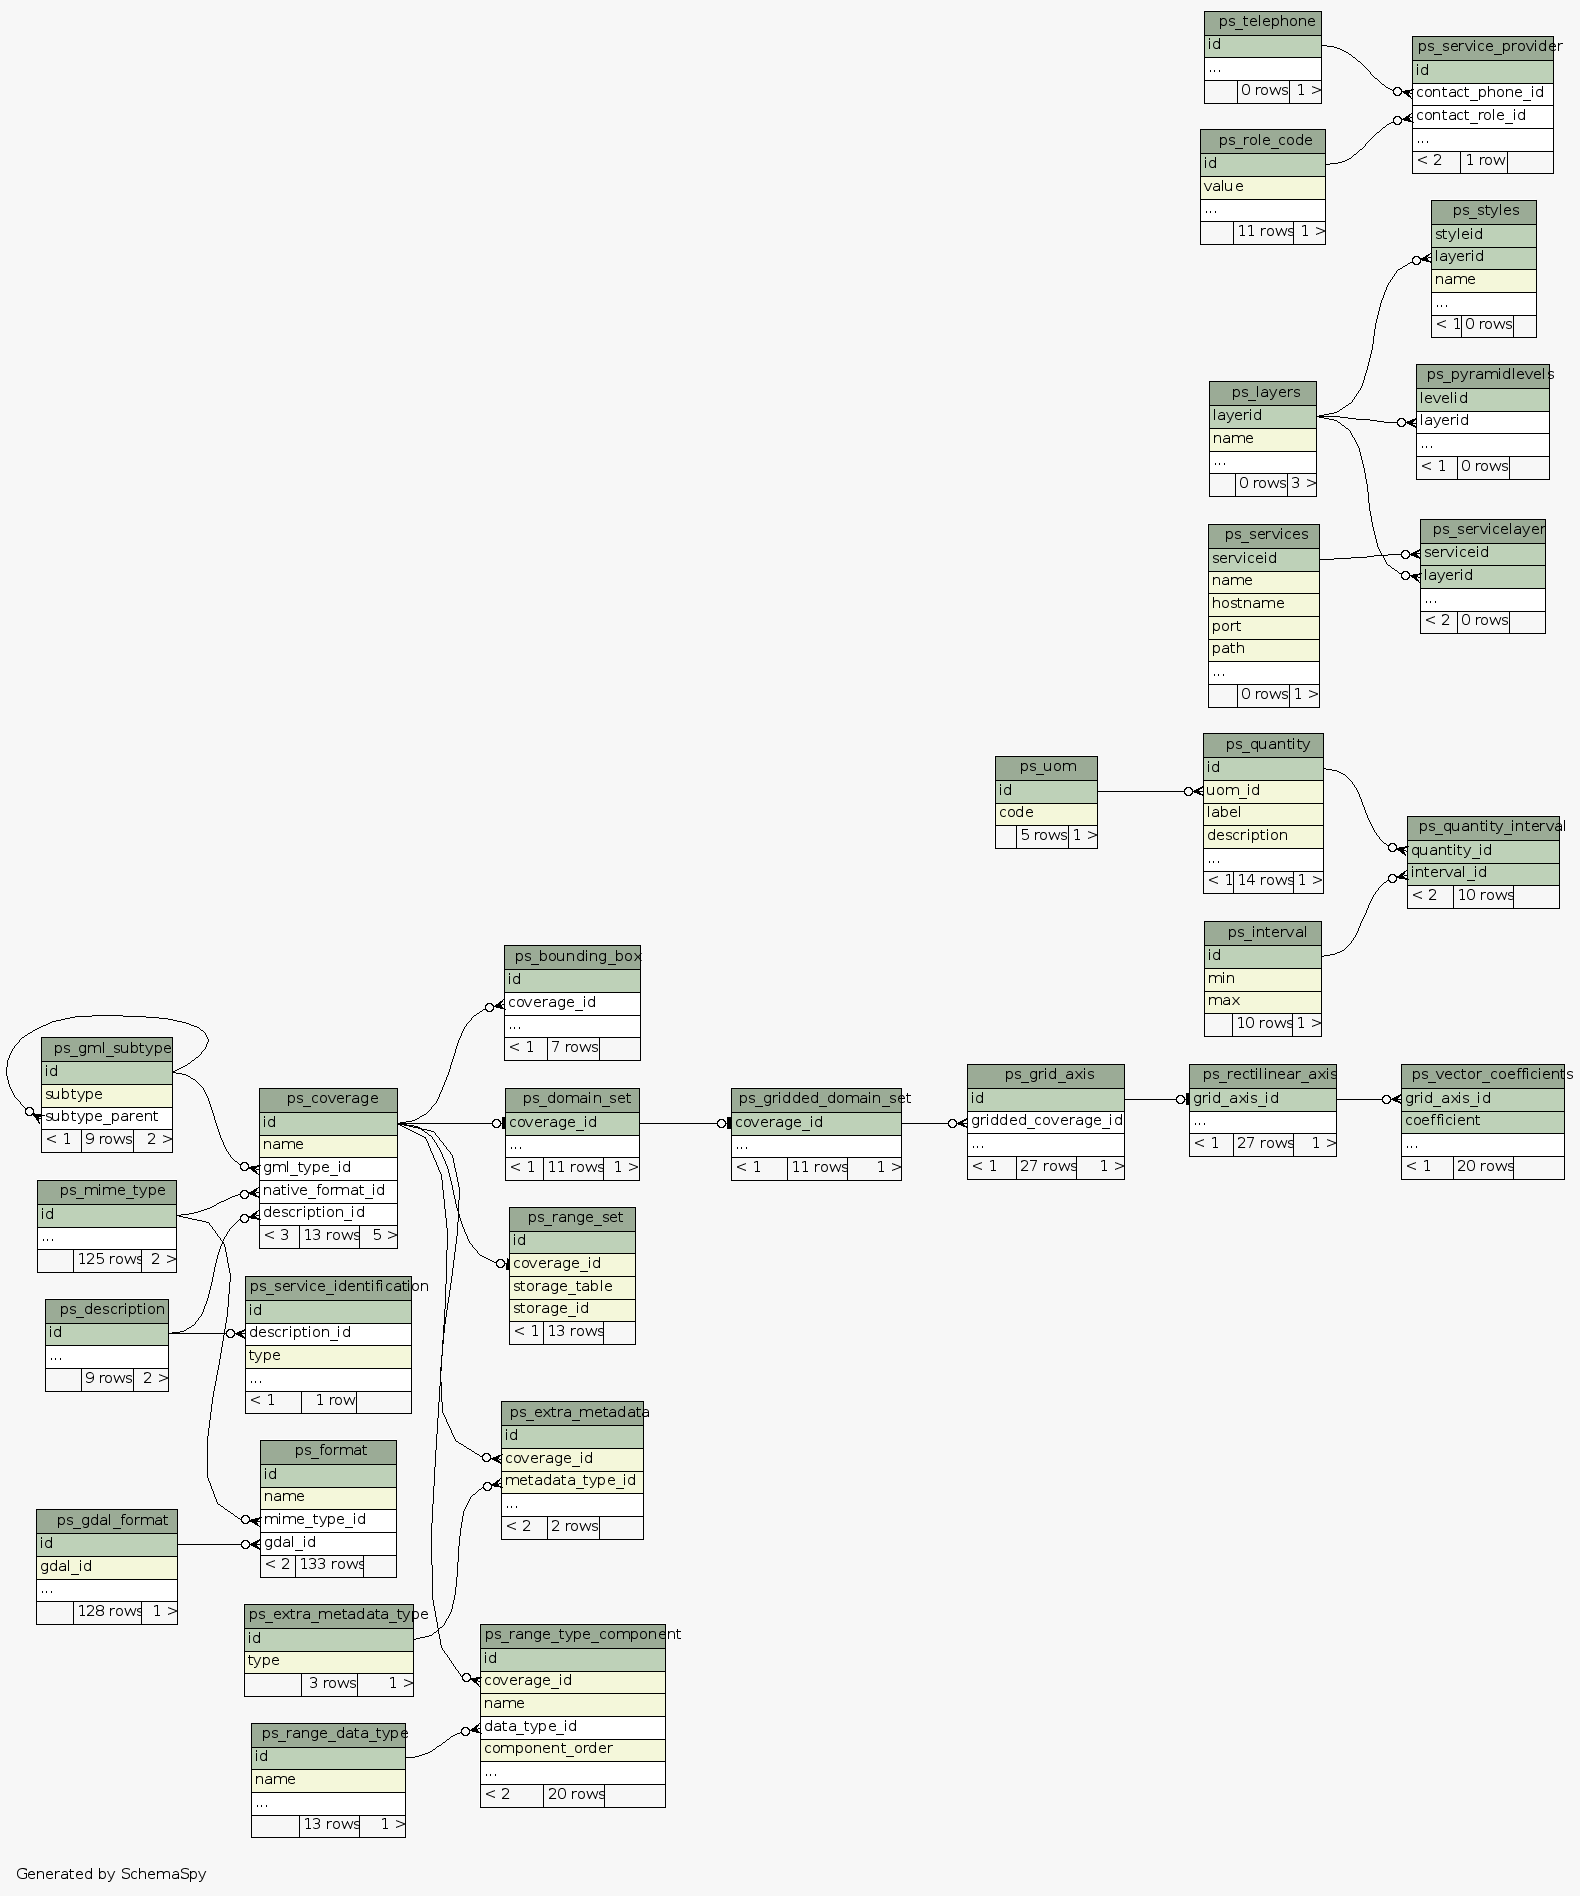 ps_telephone
id
...
0 rows 1 >
ps_service_provider
id
contact_phone_id
contact_role_id
...
< 2 1 row
ps_role_code
id
value
...
11 rows 1 >
ps_styles
styleid
layerid
name
...
< 1 0 rows
ps_layers
layerid
name
...
0 rows 3 >
ps_pyramidlevels
levelid
layerid
...
< 1 0 rows
ps_services
serviceid
name
hostname
port
path
...
0 rows 1 >
ps_servicelayer
serviceid
layerid
...
< 2 0 rows
ps_uom
id
code
5 rows 1 >
ps_quantity
id
uom_id
label
description
...
< 1 14 rows 1 >
ps_quantity_interval
quantity_id
interval_id
< 2 10 rows
ps_interval
id
min
max
10 rows 1 >
ps_bounding_box
id
coverage_id
...
< 1 7 rows
ps_gml_subtype
id
subtype
subtype_parent
< 1 9 rows 2 >
ps_coverage
id
name
gml_type_id
native_format_id
description_id
< 3 13 rows 5 >
ps_domain_set
coverage_id
...
< 1 11 rows 1 >
ps_gridded_domain_set
coverage_id
...
< 1 11 rows 1 >
ps_grid_axis
id
gridded_coverage_id
...
< 1 27 rows 1 >
ps_rectilinear_axis
grid_axis_id
...
< 1 27 rows 1 >
ps_vector_coefficients
grid_axis_id
coefficient
...
< 1 20 rows
ps_mime_type
id
...
125 rows 2 >
ps_range_set
id
coverage_id
storage_table
storage_id
< 1 13 rows
ps_description
id
...
9 rows 2 >
ps_service_identification
id
description_id
type
...
< 1 1 row
ps_extra_metadata
id
coverage_id
metadata_type_id
...
< 2 2 rows
ps_format
id
name
mime_type_id
gdal_id
< 2 133 rows
ps_gdal_format
id
gdal_id
...
128 rows 1 >
ps_extra_metadata_type
id
type
3 rows 1 >
ps_range_type_component
id
coverage_id
name
data_type_id
component_order
...
< 2 20 rows
ps_range_data_type
id
name
...
13 rows 1 >
Generated by SchemaSpy